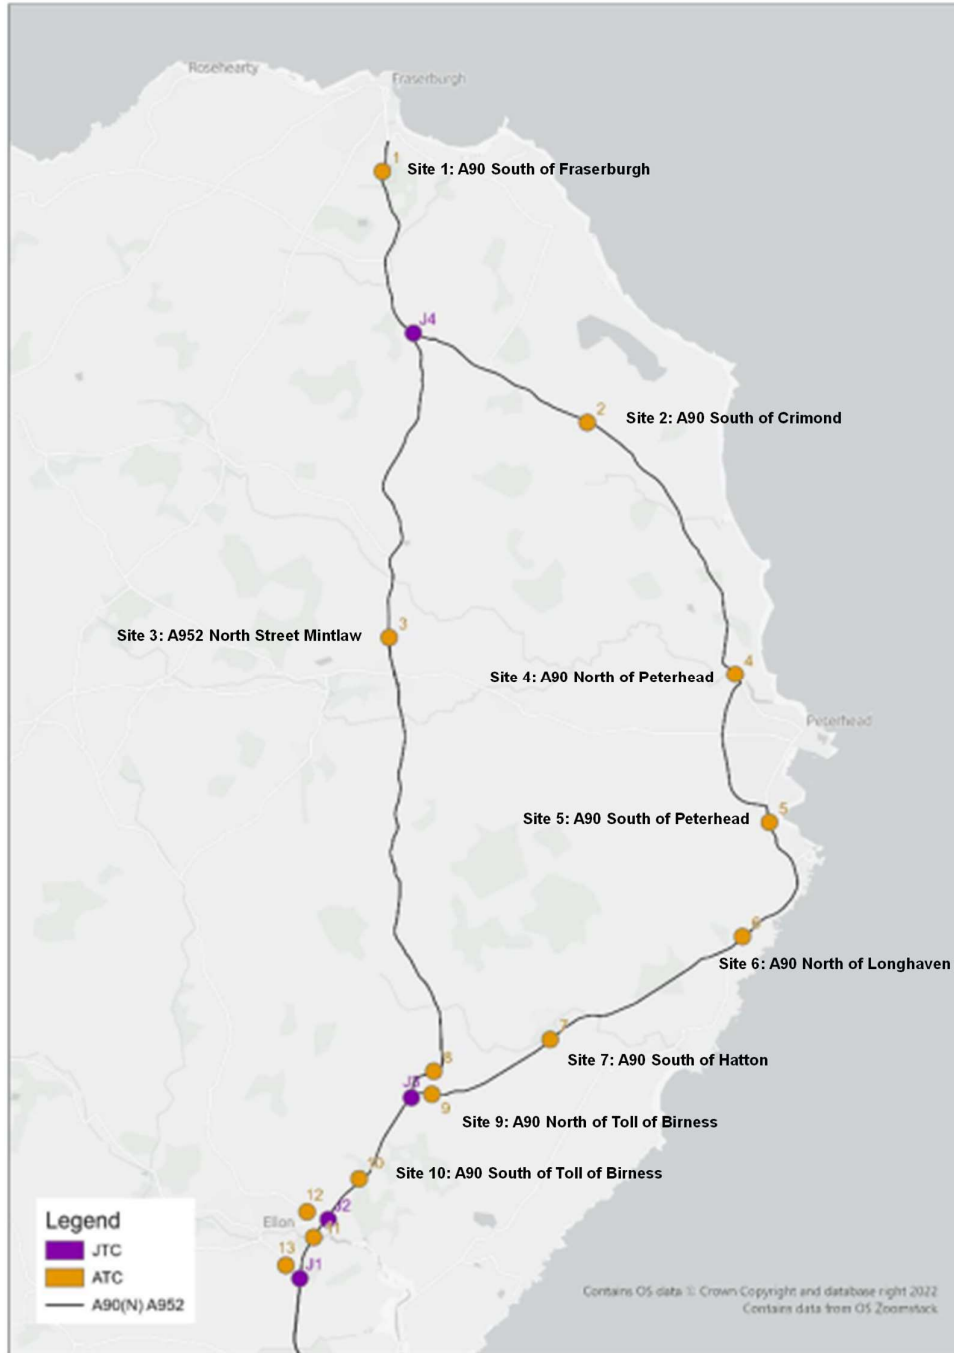 Rosehearty
Fraserburgh
1
Site 1: A90 South of Fraserburgh
J4
2
Site 2: A90 South of Crimond
3
Site 3: A952 North Street Mintlaw
4
Site 4: A90 North of Peterhead
Peterhead
5
Site 5: A90 South of Peterhead
6
Site 6: A90 North of Longhaven
7
Site 7: A90 South of Hatton
8
J3
9
Site 9: A90 North of Toll of Birness
10
Site 10: A90 South of Toll of Birness
12
J2
Ellon
11
13
J1
Legend
JTC
ATC
A90(N) A952
Contains OS data © Crown Copyright and database right 2022
Contains data from OS Zoomstack